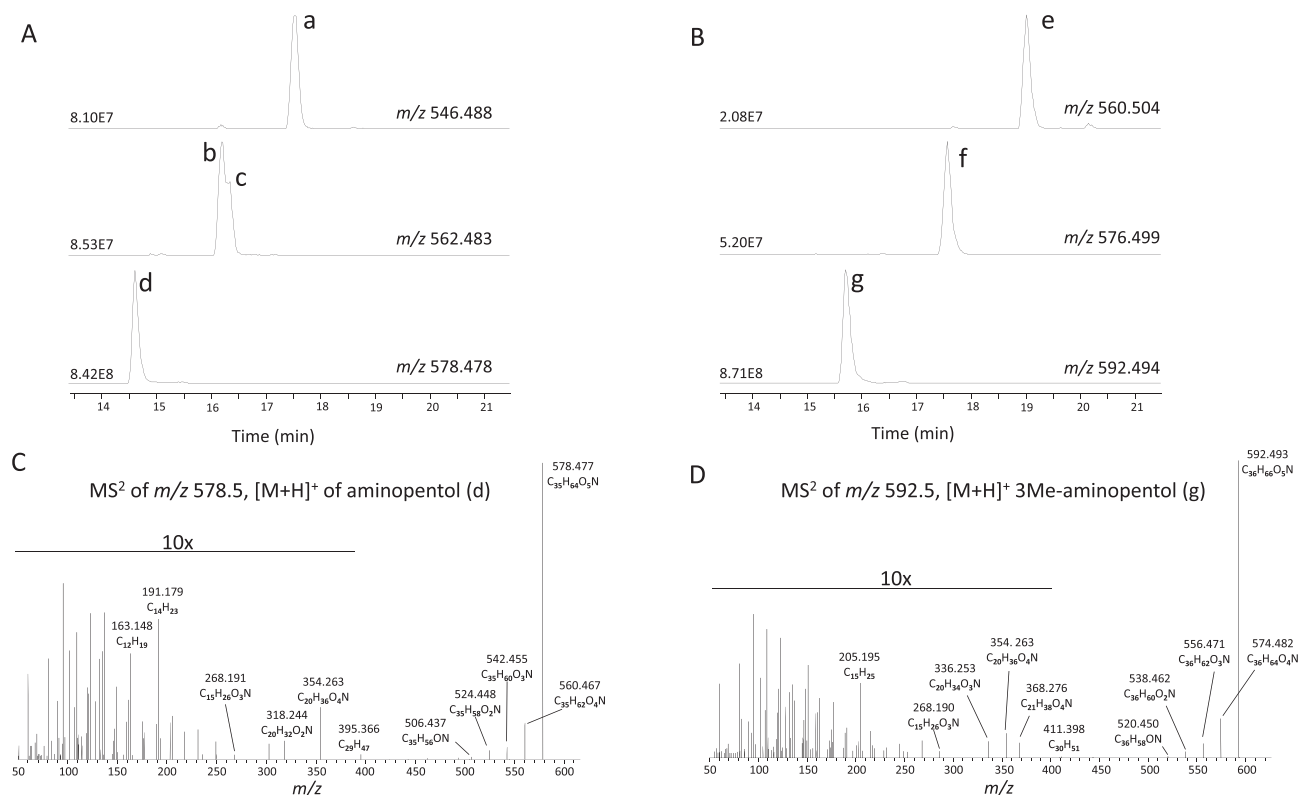 A
a
8.10E7
m/z 546.488
b
c
8.53E7
m/z 562.483
d
8.42E8
m/z 578.478
14 15 16 17 18 19 20 21
Time (min)
B
e
2.08E7
m/z 560.504
f
5.20E7
m/z 576.499
g
8.71E8
m/z 592.494
14 15 16 17 18 19 20 21
Time (min)
C
MS² of m/z 578.5, [M+H]⁺ of aminopentol (d)
10x
578.477
C₃₅H₆₄O₅N
191.179
C₁₄H₂₃
163.148
C₁₂H₁₉
268.191
C₁₅H₂₆O₃N
318.244
C₂₀H₃₂O₂N
354.263
C₂₀H₃₆O₄N
395.366
C₂₉H₄₇
506.437
C₃₅H₅₆ON
524.448
C₃₅H₅₈O₂N
542.455
C₃₅H₆₀O₃N
560.467
C₃₅H₆₂O₄N
50 100 150 200 250 300 350 400 450 500 550 600
m/z
D
MS² of m/z 592.5, [M+H]⁺ 3Me-aminopentol (g)
10x
592.493
C₃₆H₆₆O₅N
205.195
C₁₅H₂₅
268.190
C₁₅H₂₆O₃N
336.253
C₂₀H₃₄O₃N
354. 263
C₂₀H₃₆O₄N
368.276
C₂₁H₃₈O₄N
411.398
C₃₀H₅₁
520.450
C₃₆H₅₈ON
538.462
C₃₆H₆₀O₂N
556.471
C₃₆H₆₂O₃N
574.482
C₃₆H₆₄O₄N
50 100 150 200 250 300 350 400 450 500 550 600
m/z